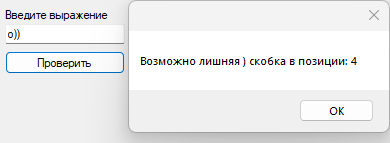 Введите выражение
о))
Проверить
Возможно лишняя ) скобка в позиции: 4
ОК